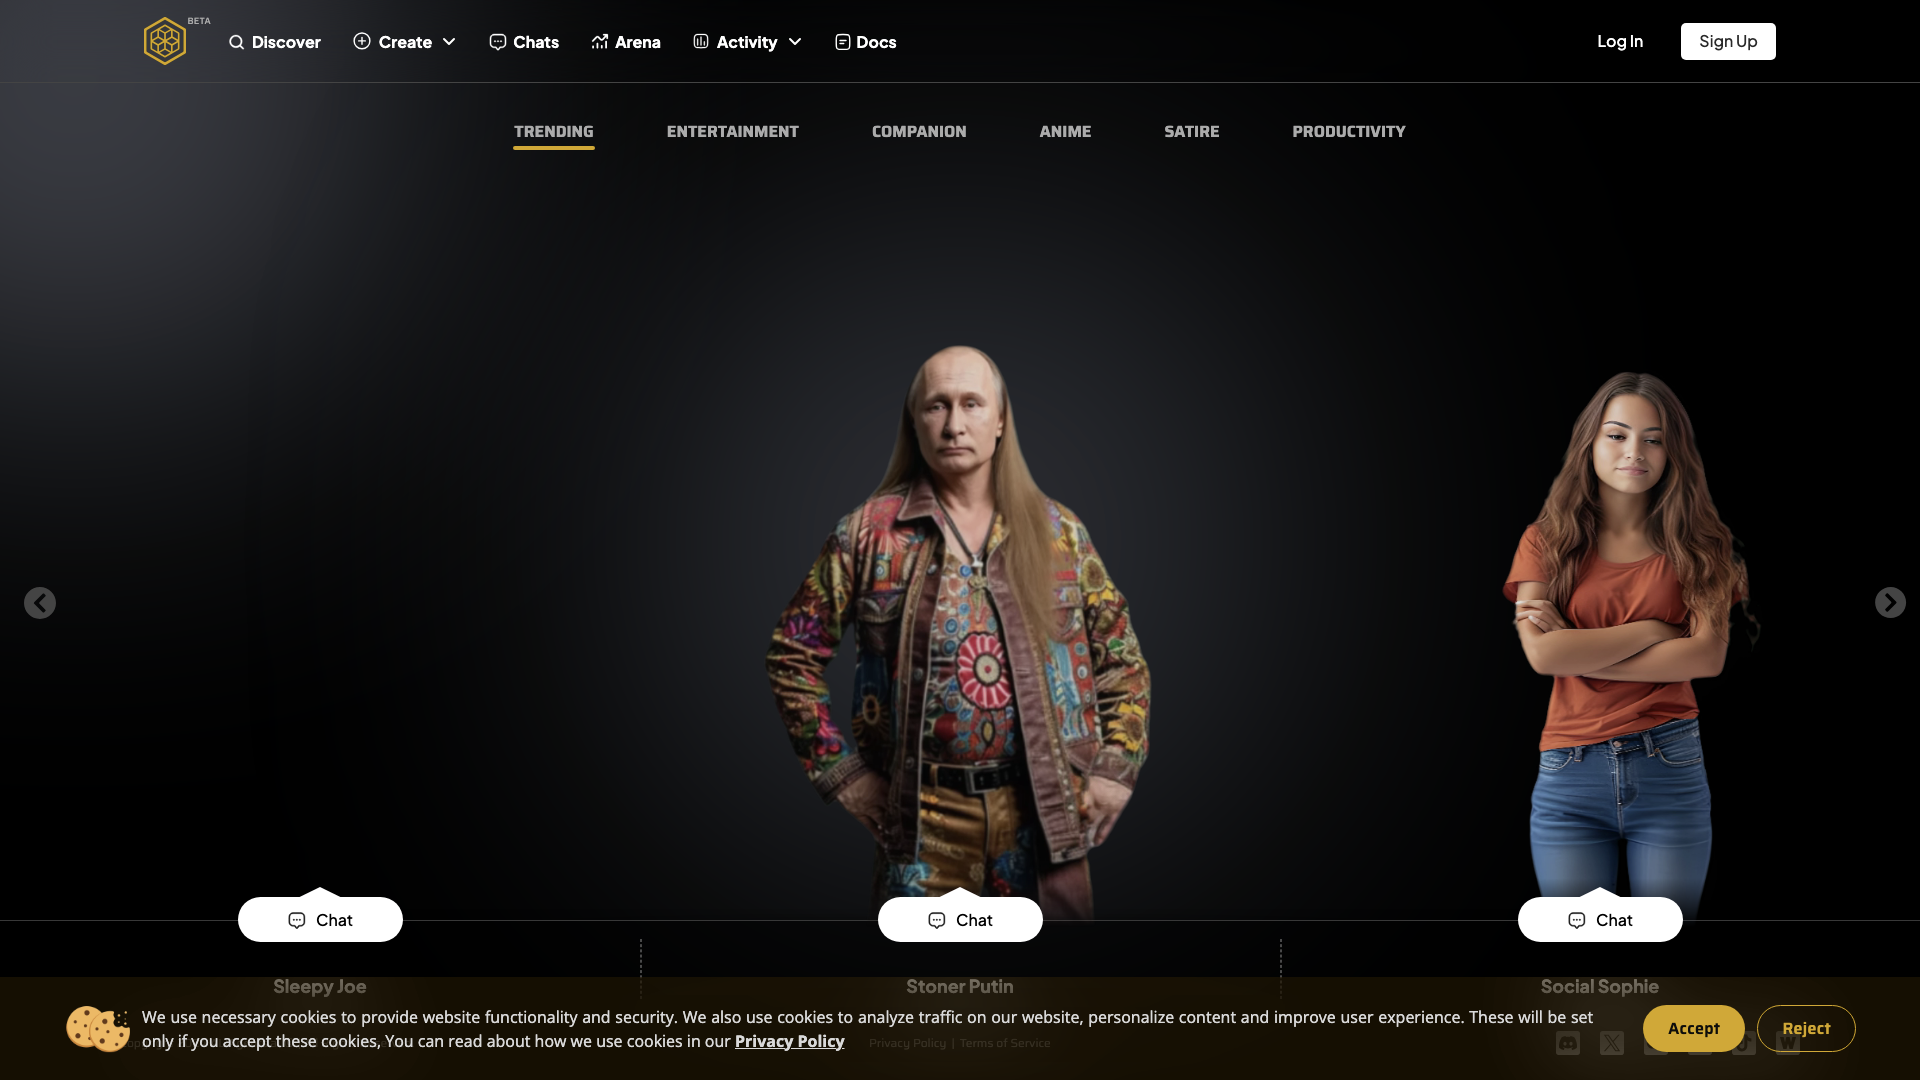 BETA
Discover
Create
Chats
Arena
Activity
Docs
Log In
Sign Up
TRENDING
ENTERTAINMENT
COMPANION
ANIME
SATIRE
PRODUCTIVITY
Chat
Chat
Chat
Sleepy Joe
Stoner Putin
Social Sophie
We use necessary cookies to provide website functionality and security. We also use cookies to analyze traffic on our website, personalize content and improve user experience. These will be set
only if you accept these cookies, You can read about how we use cookies in our Privacy Policy
Accept
Reject
Privacy Policy | Terms of Service